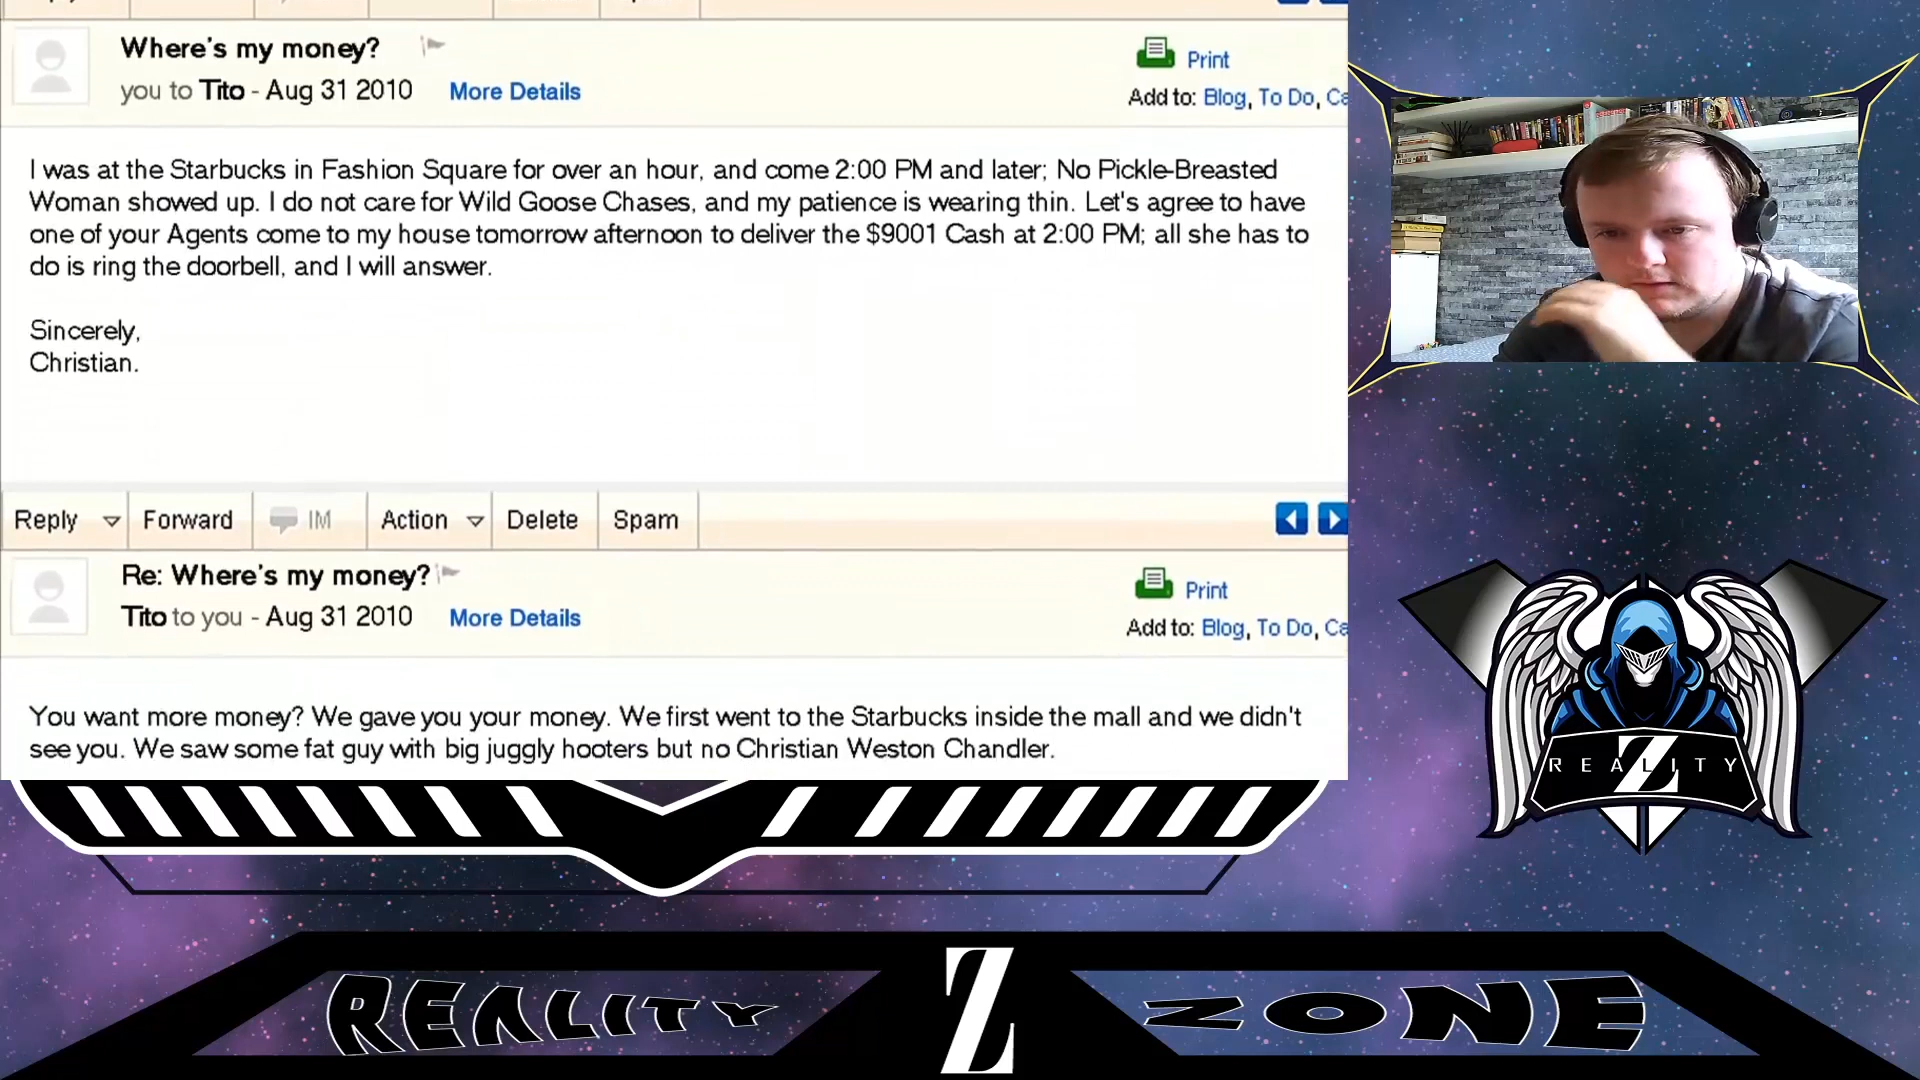 Where's my money?
Print
you to Tito - Aug 31 2010 More Details
Add to: Blog, To Do, Ca
I was at the Starbucks in Fashion Square for over an hour, and come 2:00 PM and later; No Pickle-Breasted
Woman showed up. I do not care for Wild Goose Chases, and my patience is wearing thin. Let's agree to have
one of your Agents come to my house tomorrow afternoon to deliver the $9001 Cash at 2:00 PM; all she has to
do is ring the doorbell, and I will answer.
Sincerely,
Christian.
Reply Forward IM Action Delete Spam
Re: Where's my money?
Print
Tito to you - Aug 31 2010 More Details
Add to: Blog, To Do, Ca
You want more money? We gave you your money. We first went to the Starbucks inside the mall and we didn't
see you. We saw some fat guy with big juggly hooters but no Christian Weston Chandler.
REALITY
Z
REALITY Z ZONE